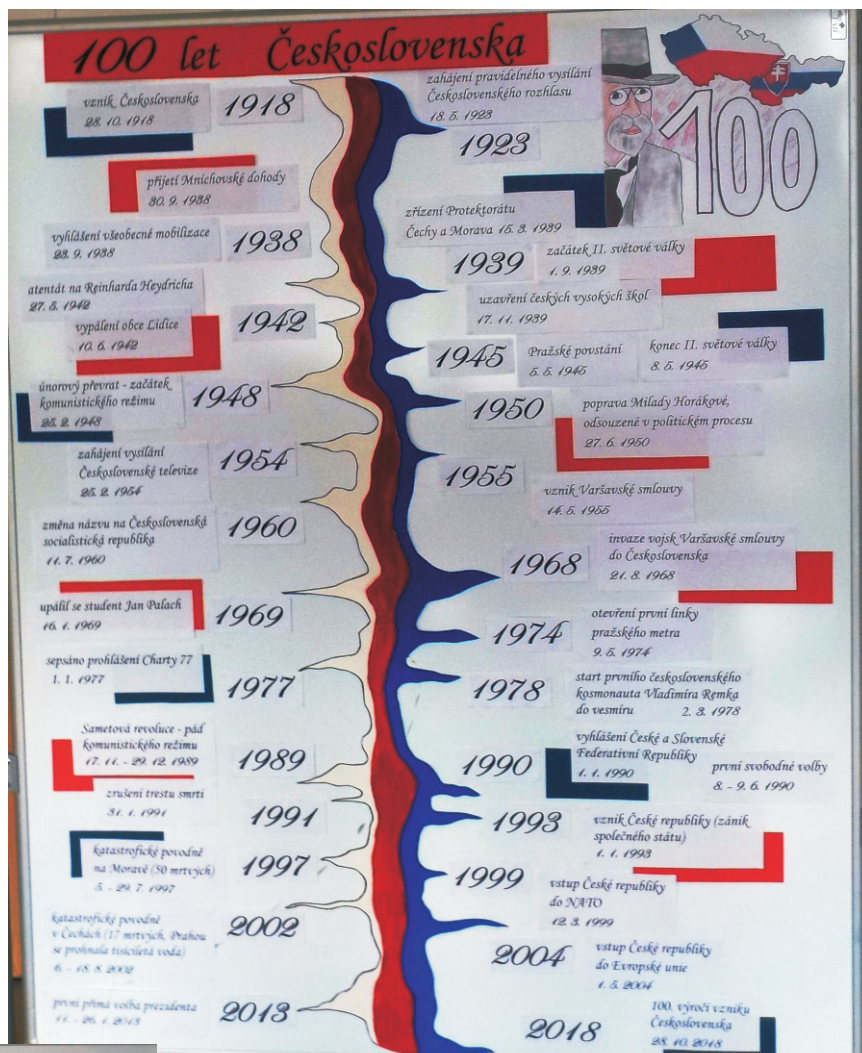 100 let Československa
100
vznik Československa
28. 10. 1918
1918
zahájení pravidelného vysílání
Československého rozhlasu
18. 5. 1923
1923
přijetí Mnichovské dohody
30. 9. 1938
vyhlášení všeobecné mobilizace
23. 9. 1938
1938
zřízení Protektorátu
Čechy a Morava 15. 3. 1939
1939
začátek II. světové války
1. 9. 1939
uzavření českých vysokých škol
17. 11. 1939
atentát na Reinharda Heydricha
27. 5. 1942
vypálení obce Lidice
10. 6. 1942
1942
1945
Pražské povstání
5. 5. 1945
konec II. světové války
8. 5. 1945
únorový převrat - začátek
komunistického režimu
25. 2. 1948
1948
1950
poprava Milady Horákové,
odsouzené v politickém procesu
27. 6. 1950
zahájení vysílání
Československé televize
25. 2. 1954
1954
1955
vznik Varšavské smlouvy
14. 5. 1955
změna názvu na Československá
socialistická republika
11. 7. 1960
1960
1968
invaze vojsk Varšavské smlouvy
do Československa
21. 8. 1968
upálil se student Jan Palach
16. 1. 1969
1969
1974
otevření první linky
pražského metra
9. 5. 1974
sepsáno prohlášení Charty 77
1. 1. 1977
1977
1978
start prvního československého
kosmonauta Vladimíra Remka
do vesmíru 2. 3. 1978
Sametová revoluce - pád
komunistického režimu
17. 11. - 29. 12. 1989
1989
1990
vyhlášení České a Slovenské
Federativní Republiky
1. 1. 1990
první svobodné volby
8. - 9. 6. 1990
zrušení trestu smrti
31. 1. 1991
1991
1993
vznik České republiky (zánik
společného státu)
1. 1. 1993
katastrofické povodně
na Moravě (50 mrtvých)
5. - 29. 7. 1997
1997
1999
vstup České republiky
do NATO
12. 3. 1999
katastrofické povodně
v Čechách (17 mrtvých, Prahou
se prohnala tisíciletá voda)
6. - 18. 8. 2002
2002
2004
vstup České republiky
do Evropské unie
1. 5. 2004
první přímá volba prezidenta
11. - 26. 1. 2013
2013
2018
100. výročí vzniku
Československa
28. 10. 2018